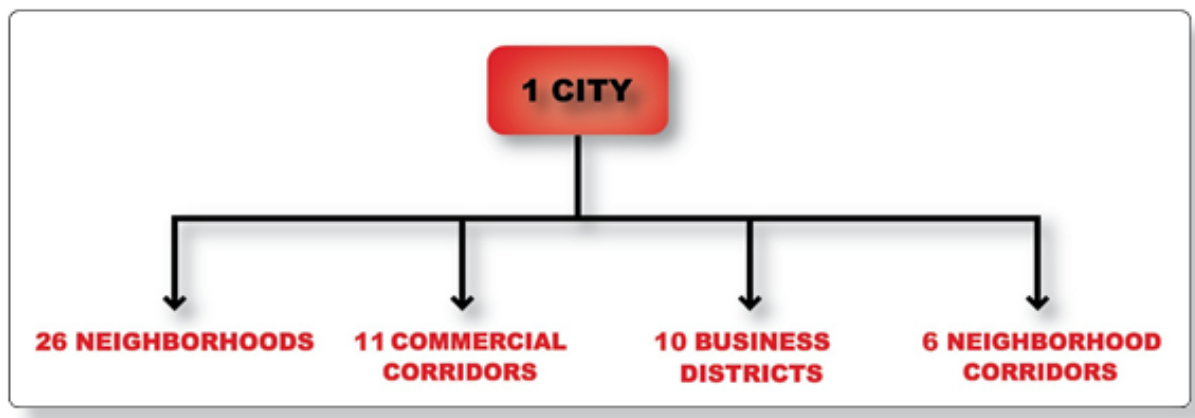 1 CITY
26 NEIGHBORHOODS
11 COMMERCIAL
CORRIDORS
10 BUSINESS
DISTRICTS
6 NEIGHBORHOOD
CORRIDORS